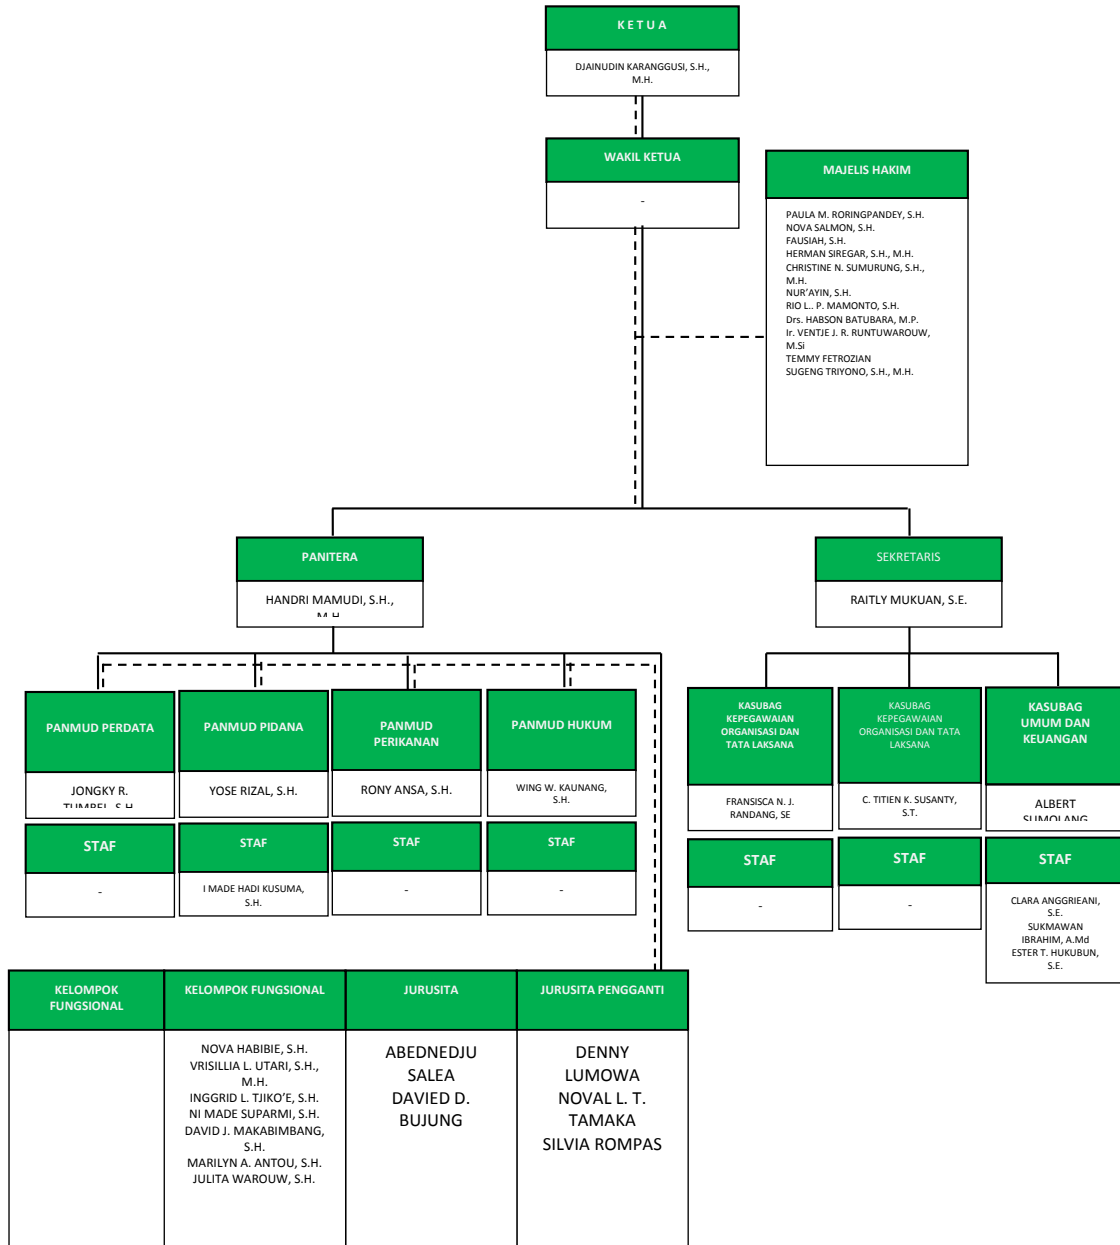 K E T U A
DJAINUDIN KARANGGUSI, S.H.,
M.H.
WAKIL KETUA
-
MAJELIS HAKIM
PAULA M. RORINGPANDEY, S.H.
NOVA SALMON, S.H.
FAUSIAH, S.H.
HERMAN SIREGAR, S.H., M.H.
CHRISTINE N. SUMURUNG, S.H.,
M.H.
NUR’AYIN, S.H.
RIO L.. P. MAMONTO, S.H.
Drs. HABSON BATUBARA, M.P.
Ir. VENTJE J. R. RUNTUWAROUW,
M.Si
TEMMY FETROZIAN
SUGENG TRIYONO, S.H., M.H.
PANITERA
HANDRI MAMUDI, S.H.,
M.H.
SEKRETARIS
RAITLY MUKUAN, S.E.
PANMUD PERDATA
JONGKY R.
TUMBEL, S.H.
STAF
-
PANMUD PIDANA
YOSE RIZAL, S.H.
STAF
I MADE HADI KUSUMA,
S.H.
PANMUD
PERIKANAN
RONY ANSA, S.H.
STAF
-
PANMUD HUKUM
WING W. KAUNANG,
S.H.
STAF
-
KASUBAG
KEPEGAWAIAN
ORGANISASI DAN
TATA LAKSANA
FRANSISCA N. J.
RANDANG, SE
STAF
-
KASUBAG
KEPEGAWAIAN
ORGANISASI DAN TATA
LAKSANA
C. TITIEN K. SUSANTY,
S.T.
STAF
-
KASUBAG
UMUM DAN
KEUANGAN
ALBERT
SUMOLANG
STAF
CLARA ANGGRIEANI,
S.E.
SUKMAWAN
IBRAHIM, A.Md
ESTER T. HUKUBUN,
S.E.
KELOMPOK
FUNGSIONAL
KELOMPOK FUNGSIONAL
NOVA HABIBIE, S.H.
VRISILLIA L. UTARI, S.H.,
M.H.
INGGRID L. TJIKO’E, S.H.
NI MADE SUPARMI, S.H.
DAVID J. MAKABIMBANG,
S.H.
MARILYN A. ANTOU, S.H.
JULITA WAROUW, S.H.
JURUSITA
ABEDNEDJU
SALEA
DAVIED D.
BUJUNG
JURUSITA PENGGANTI
DENNY
LUMOWA
NOVAL L. T.
TAMAKA
SILVIA ROMPAS